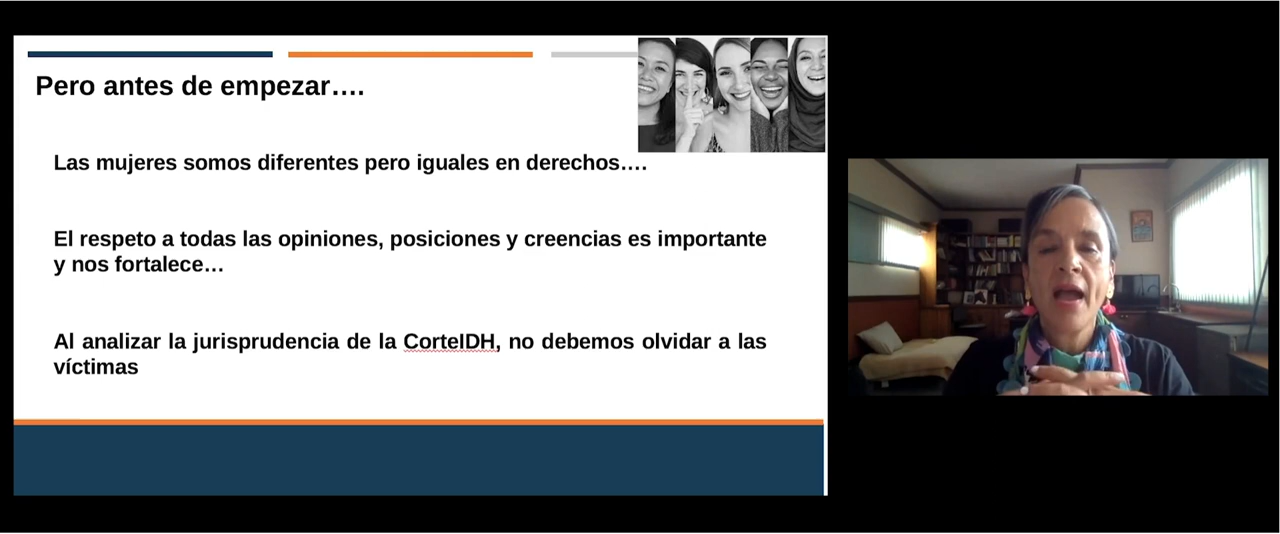 Pero antes de empezar….
Las mujeres somos diferentes pero iguales en derechos….
El respeto a todas las opiniones, posiciones y creencias es importante
y nos fortalece…
Al analizar la jurisprudencia de la CorteIDH, no debemos olvidar a las
víctimas